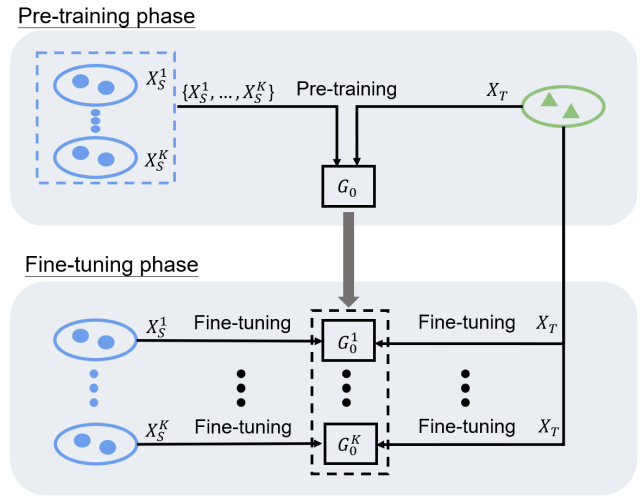 Pre-training phase
$X_S^1$
$\{X_S^1, \ldots, X_S^K\}$ Pre-training $X_T$
$X_S^K$
$G_0$
Fine-tuning phase
$X_S^1$ Fine-tuning Fine-tuning $X_T$
$G_0^1$
$X_S^K$ Fine-tuning Fine-tuning $X_T$
$G_0^K$